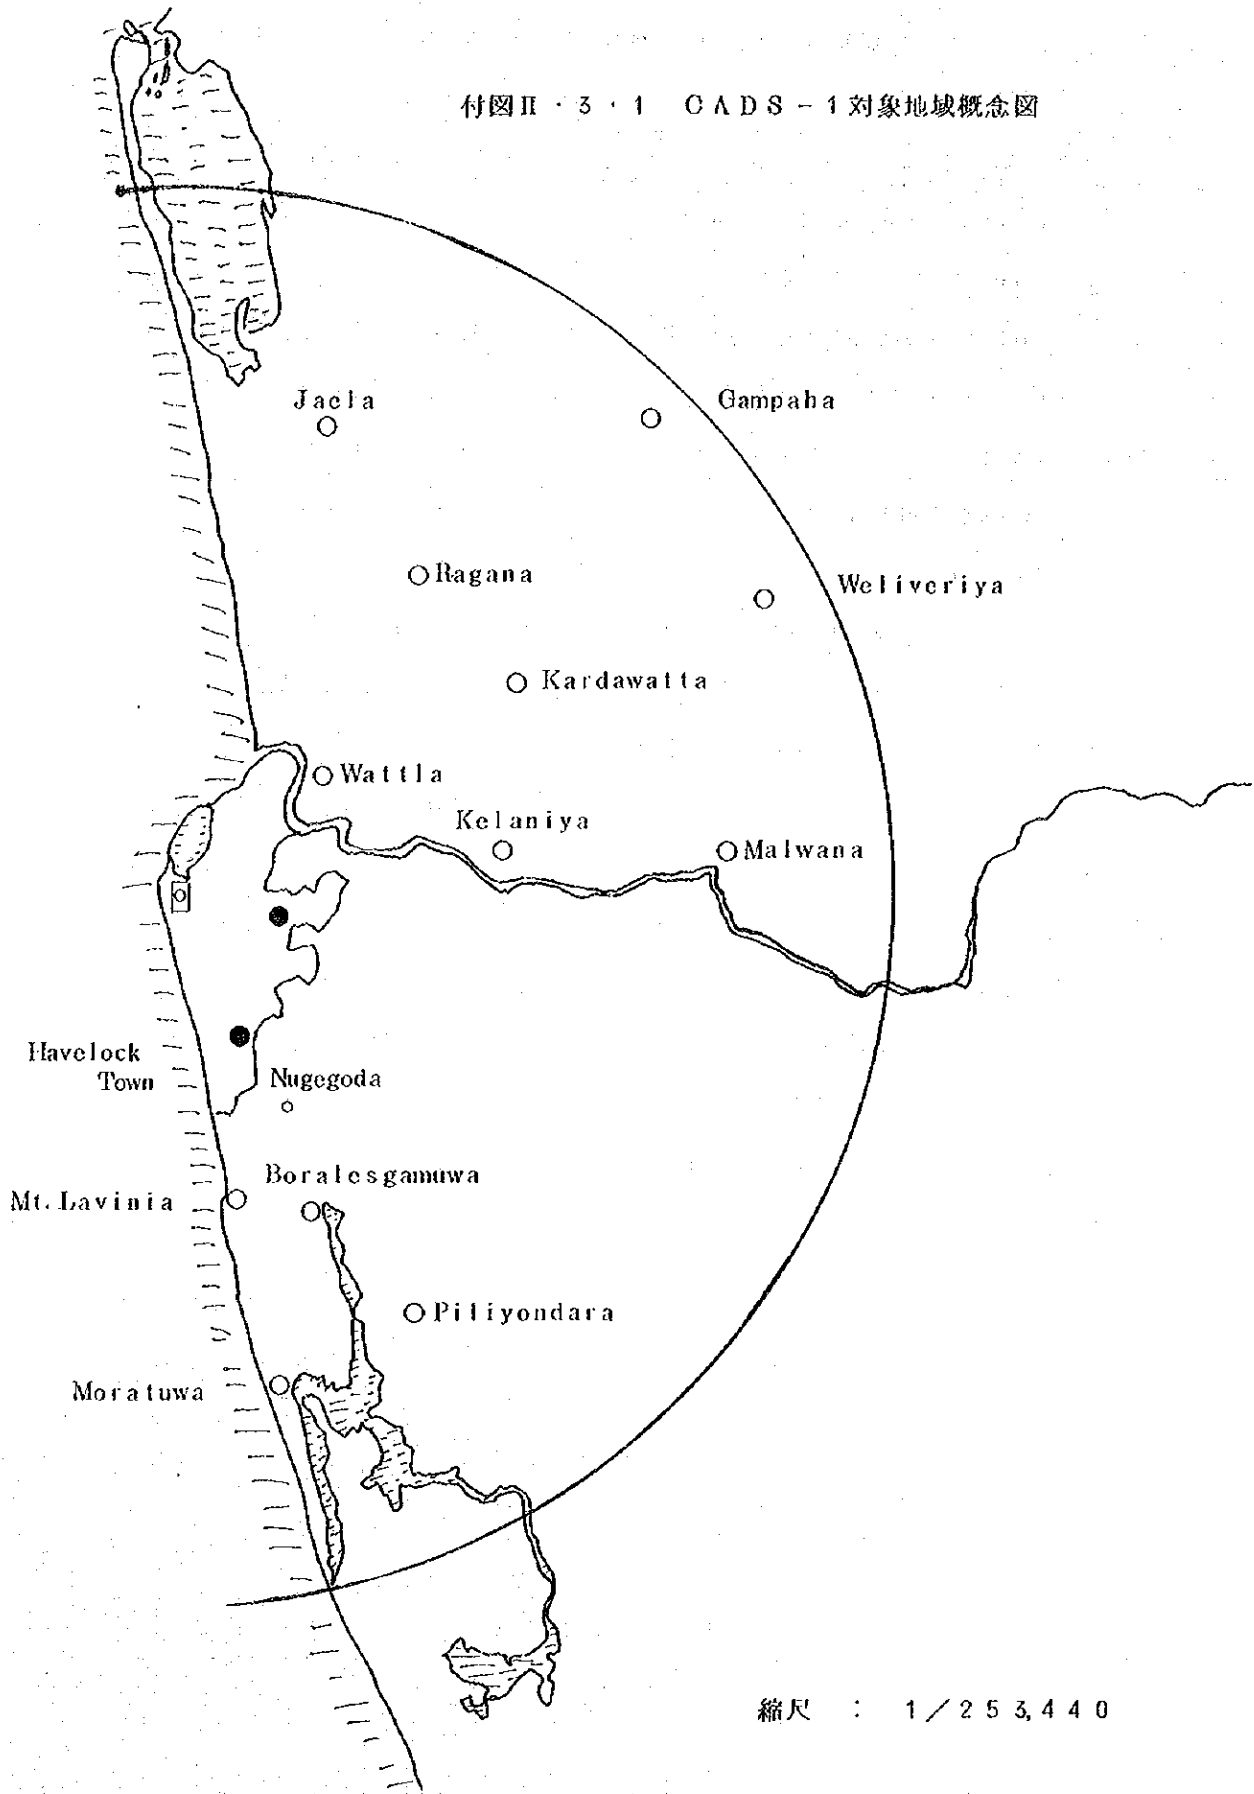 付図Ⅱ・3・1 CADS-1対象地域概念図
Jaela
Gampaha
Ragana
Weliveriya
Kardawatta
Wattla
Kelaniya
Malwana
Havelock
Town
Nugegoda
Boralesgamuwa
Mt. Lavinia
Piliyondara
Moratuwa
縮尺 : 1/253,440